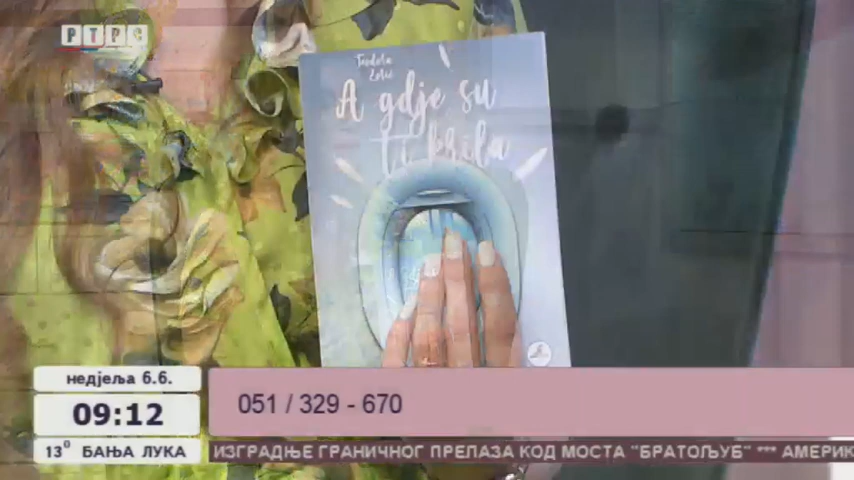 РТРС
Teodora
A gdje su
ti krila
недјеља 6.6.
09:12
13° БАЊА ЛУКА
051 / 329 - 670
ИЗГРАДЊЕ ГРАНИЧНОГ ПРЕЛАЗА КОД МОСТА "БРАТОЉУБ" *** АМЕРИК